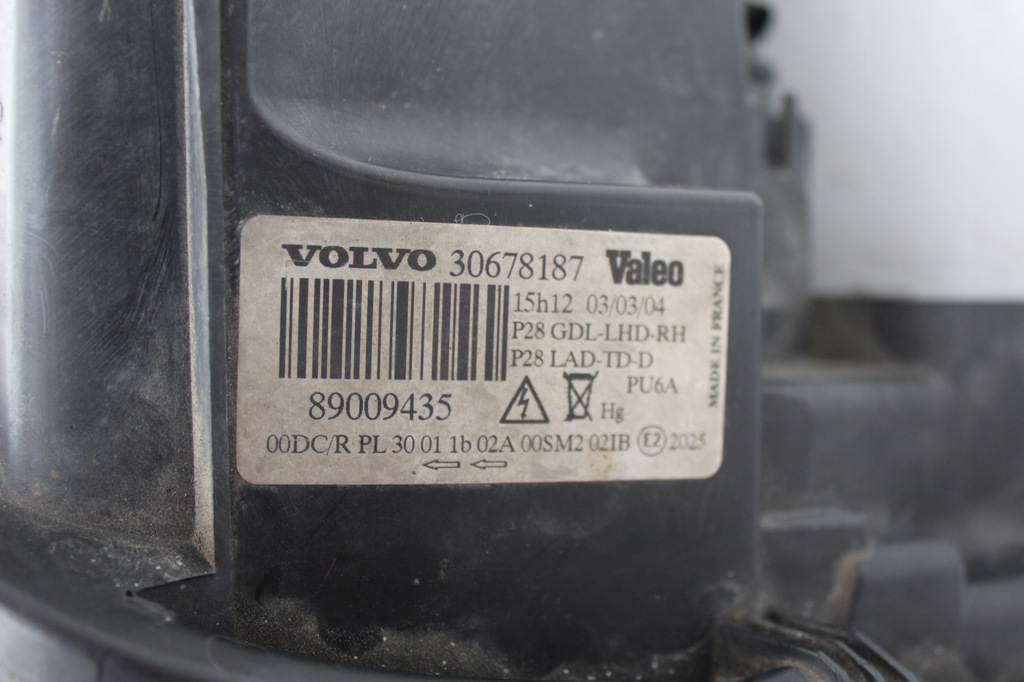 VOLVO 30678187 Valeo
15h12 03/03/04
P28 GDL-LHD-RH
P28 LAD-TD-D
PU6A
89009435
Hg
00DC/R PL 30 01 1b 02A 00SM2 02IB E2 2025
MADE IN FRANCE